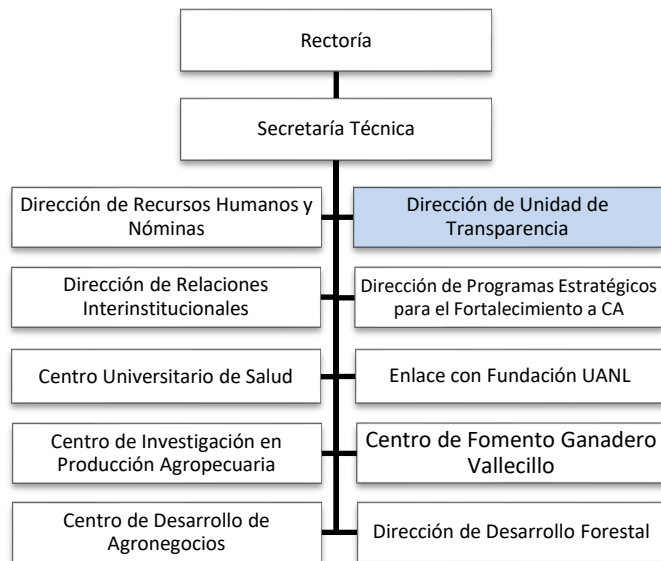 Rectoría
Secretaría Técnica
Dirección de Recursos Humanos y
Nóminas
Dirección de Unidad de
Transparencia
Dirección de Relaciones
Interinstitucionales
Dirección de Programas Estratégicos
para el Fortalecimiento a CA
Centro Universitario de Salud
Enlace con Fundación UANL
Centro de Investigación en
Producción Agropecuaria
Centro de Fomento Ganadero
Vallecillo
Centro de Desarrollo de
Agronegocios
Dirección de Desarrollo Forestal